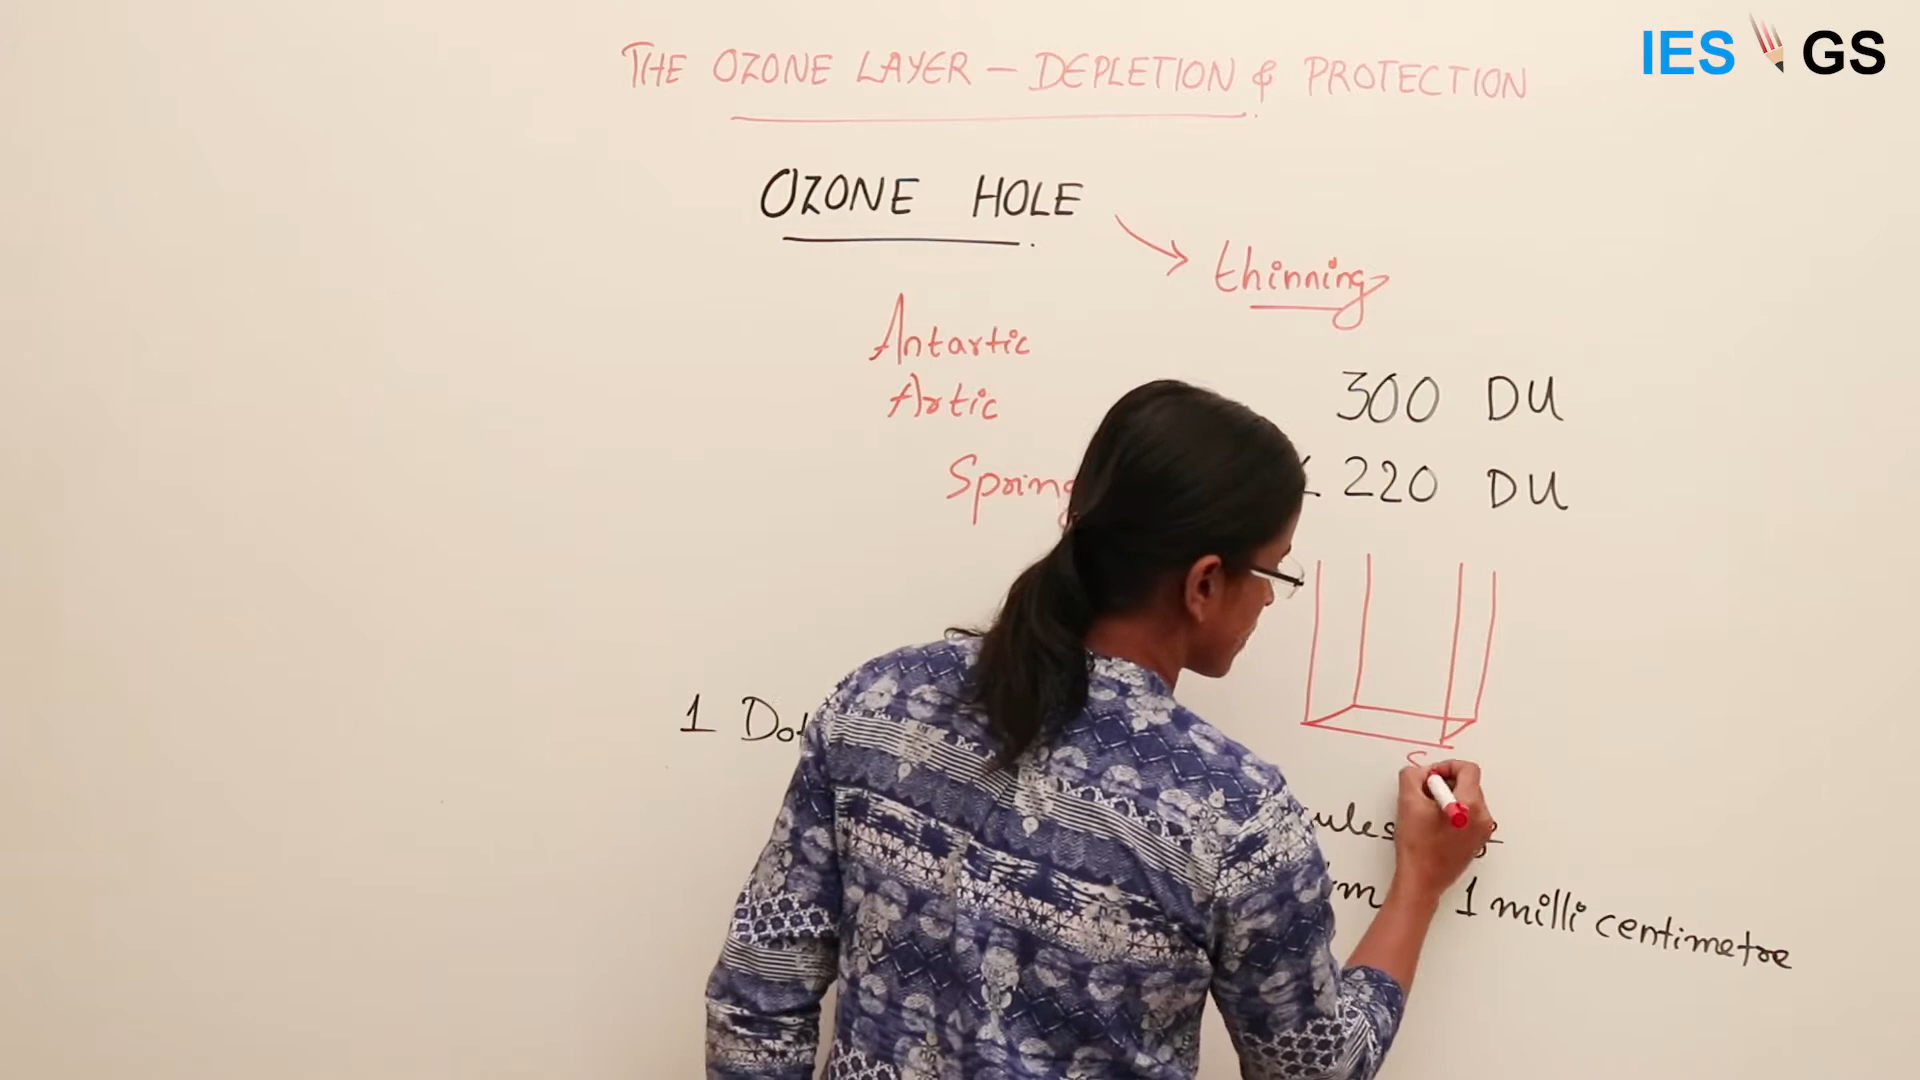 IES GS
THE OZONE LAYER — DEPLETION & PROTECTION
OZONE HOLE
thinning
Antartic
Artic
300 DU
220 DU
1
1 milli centimetre